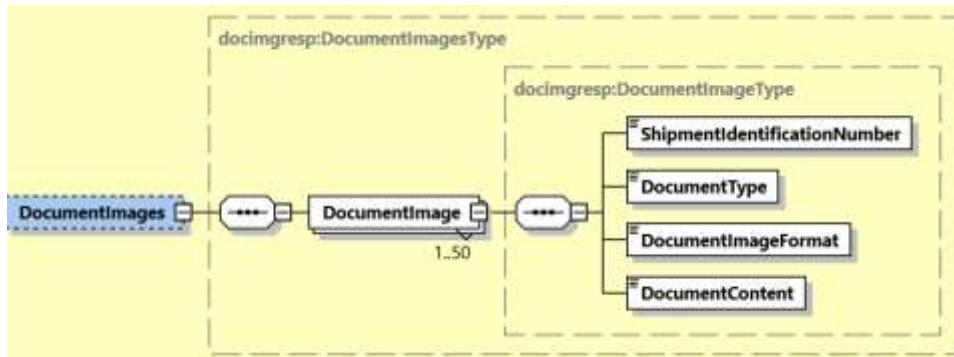 docimgresp:DocumentImagesType
docimgresp:DocumentImageType
ShipmentIdentificationNumber
DocumentType
DocumentImages
DocumentImage
1..50
DocumentImageFormat
DocumentContent